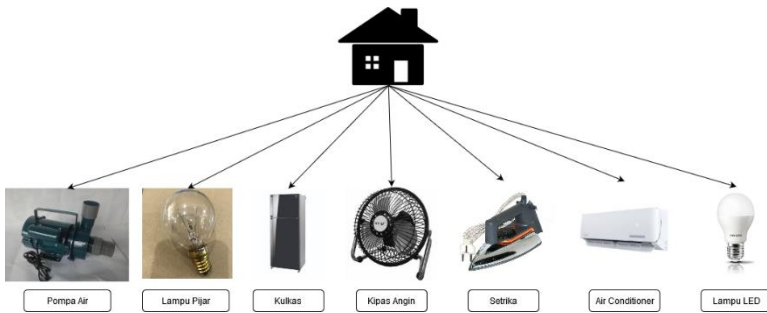 Pompa Air
Lampu Pijar
Kulkas
Kipas Angin
Setrika
Air Conditioner
Lampu LED